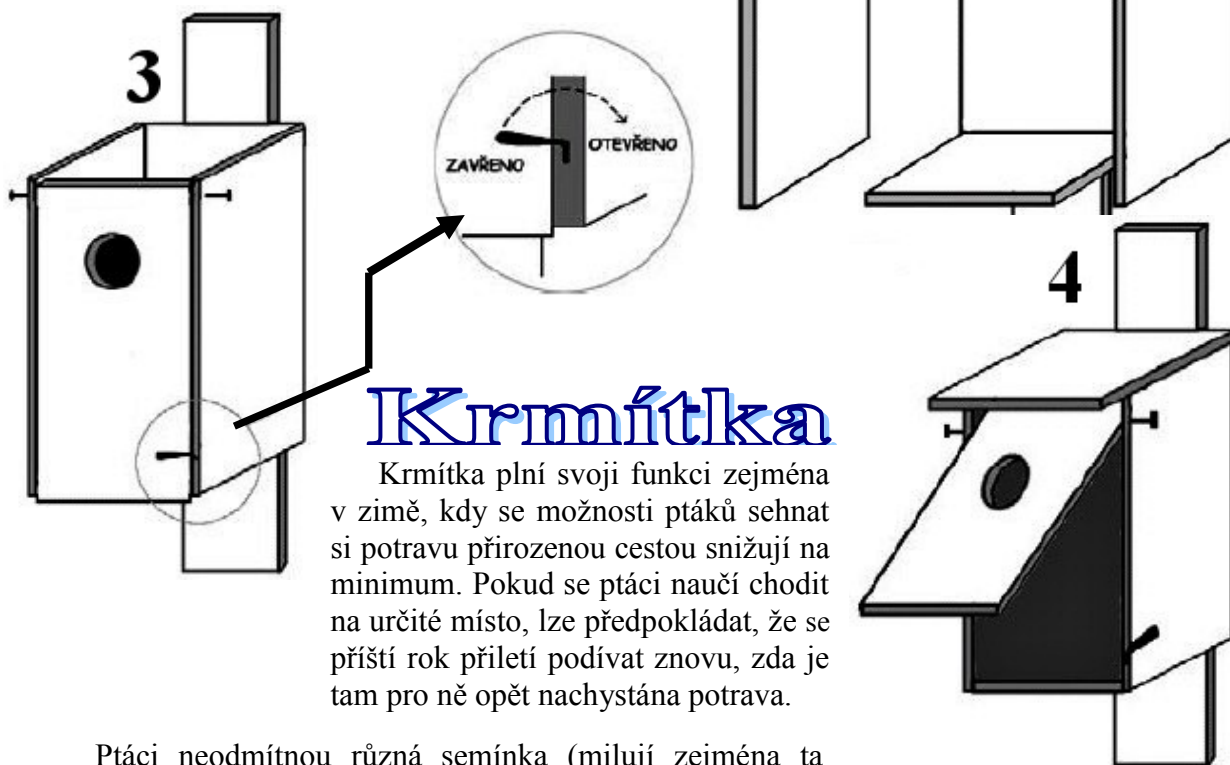 3
ZAVŘENO
OTEVŘENO
4
Krmítka
Krmítka plní svoji funkci zejména
v zimě, kdy se možnosti ptáků sehnat
si potravu přirozenou cestou snižují na
minimum. Pokud se ptáci naučí chodit
na určité místo, lze předpokládat, že se
příští rok přiletí podívat znovu, zda je
tam pro ně opět nachystána potrava.
Ptáci neodmítnou různá semínka (milují zejména ta